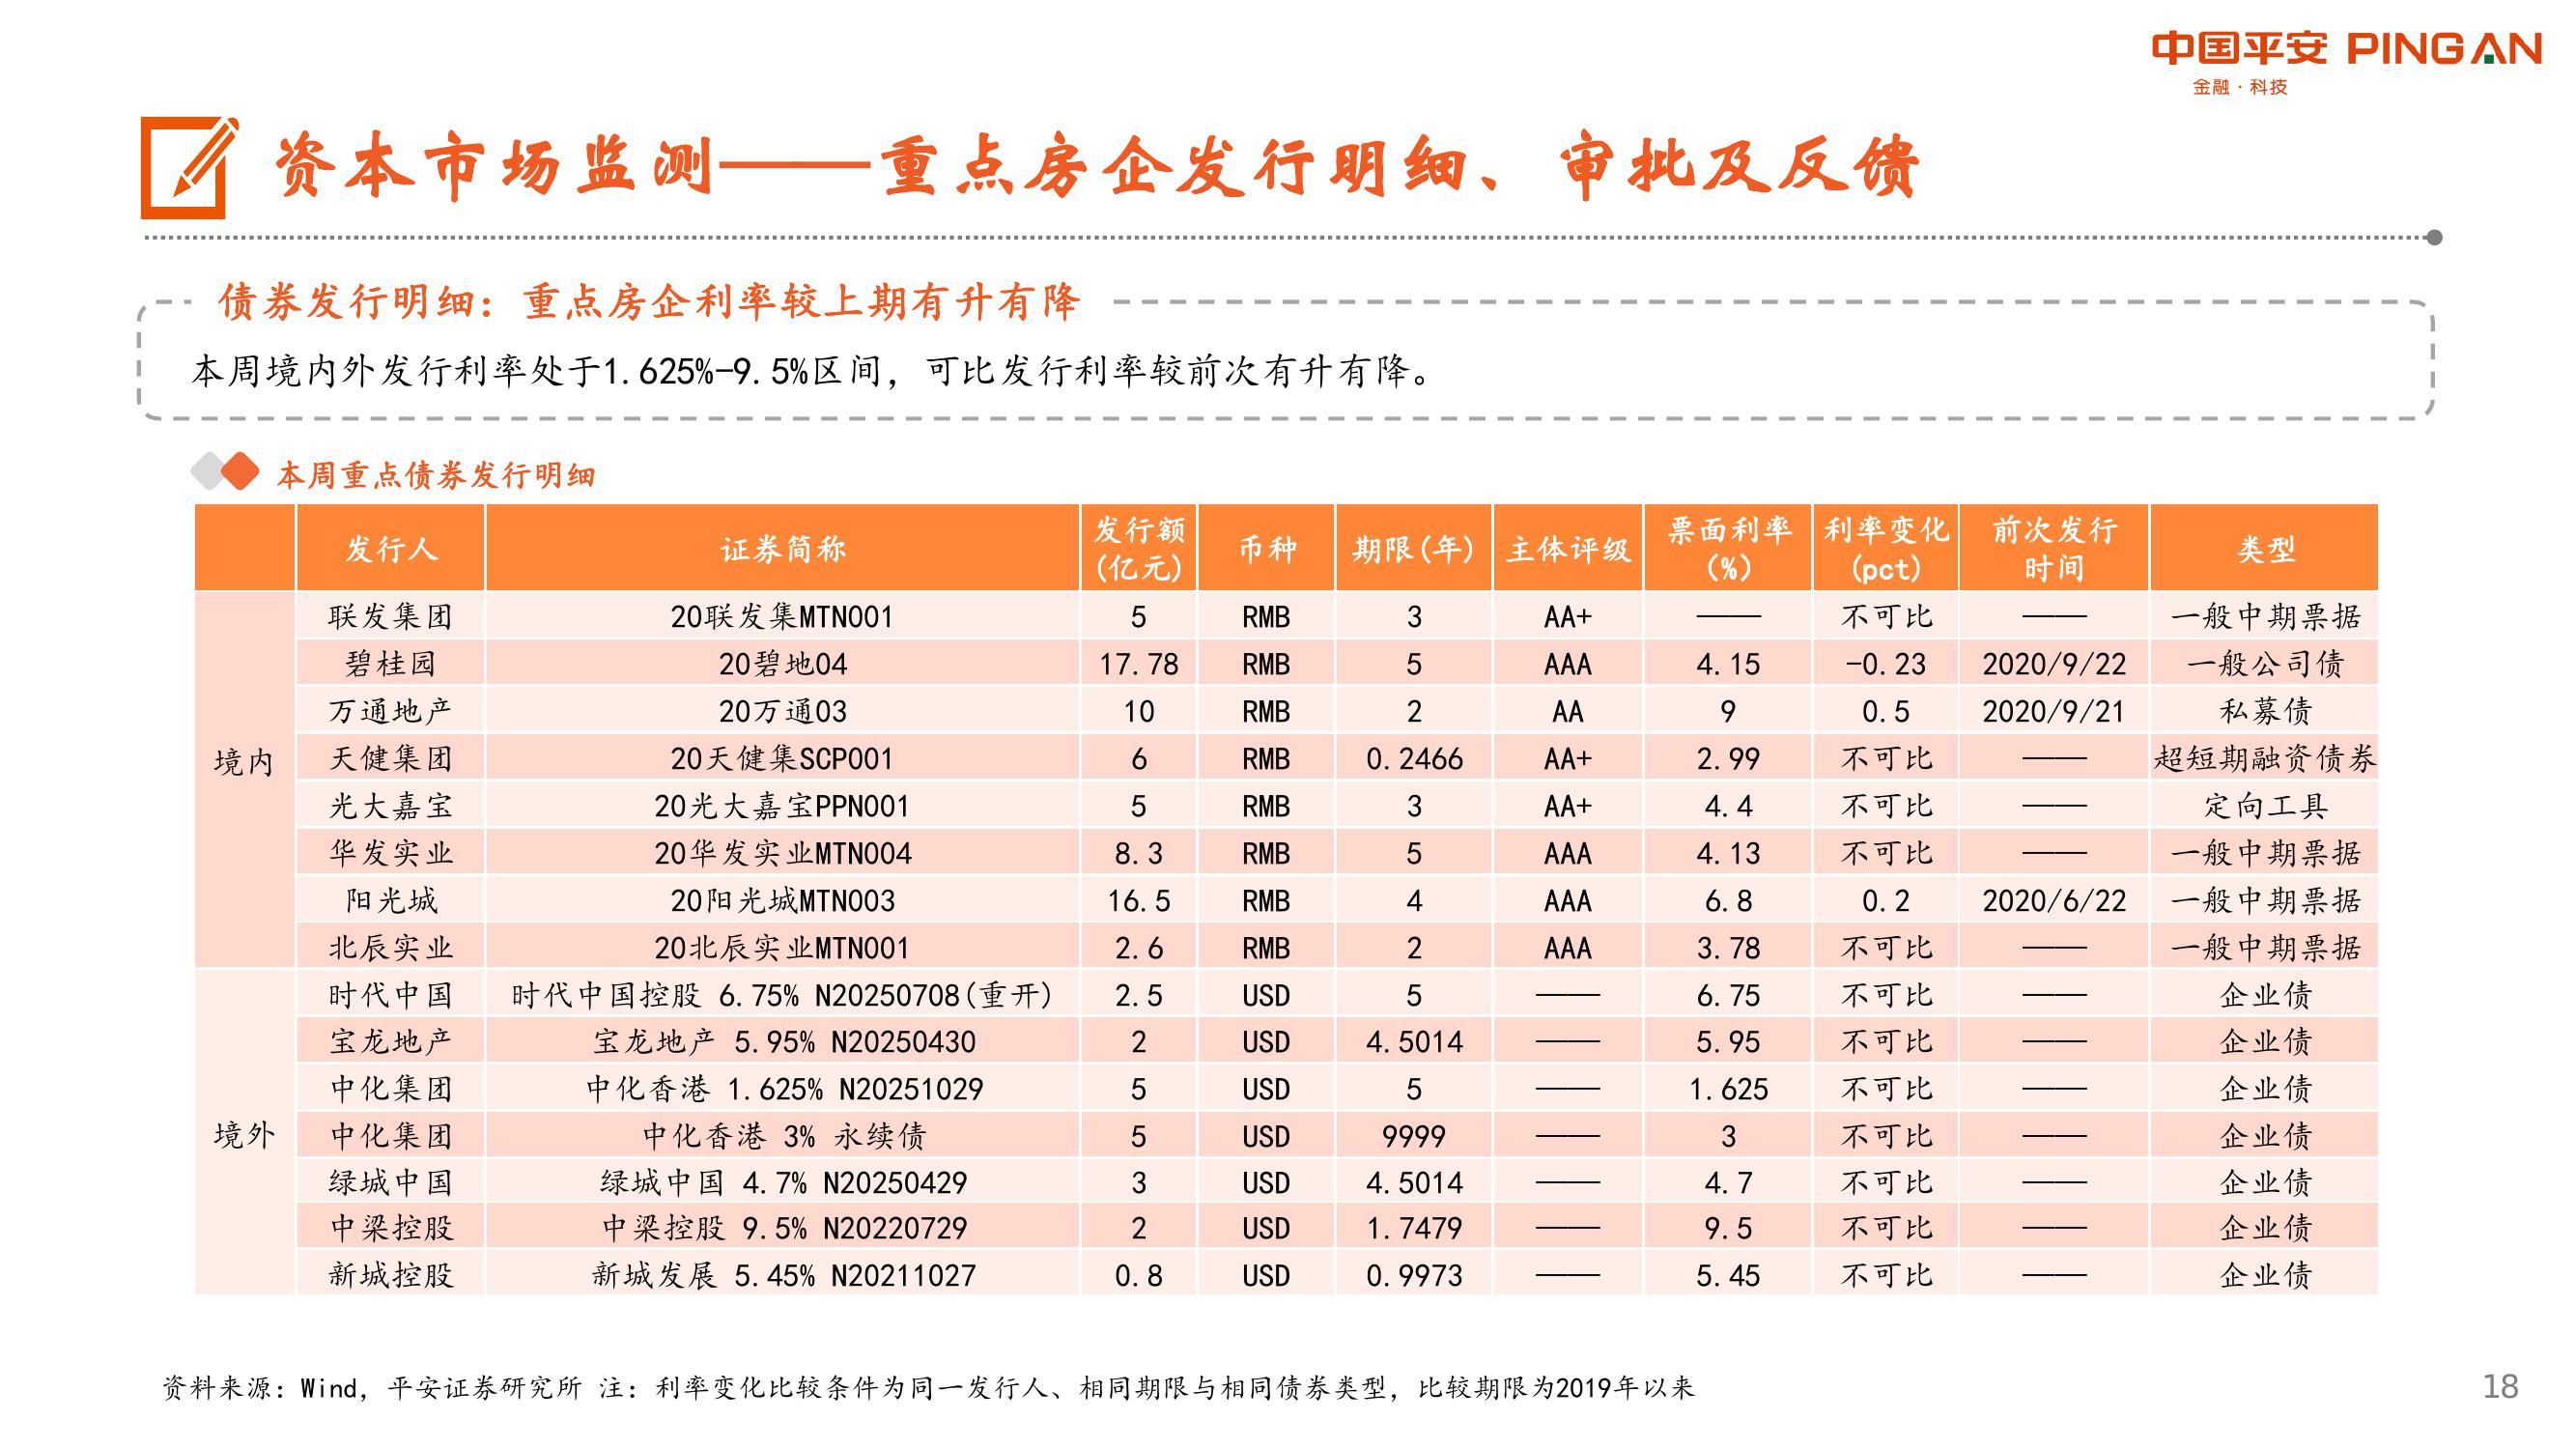 中国平安 PINGAN
金融·科技
资本市场监测——重点房企发行明细、审批及反馈
债券发行明细：重点房企利率较上期有升有降
本周境内外发行利率处于1.625%-9.5%区间，可比发行利率较前次有升有降。
本周重点债券发行明细
发行人 证券简称 发行额(亿元) 币种 期限(年) 主体评级 票面利率(%) 利率变化(pct) 前次发行时间 类型
境内
联发集团 20联发集MTN001 5 RMB 3 AA+ —— 不可比 —— 一般中期票据
碧桂园 20碧地04 17.78 RMB 5 AAA 4.15 -0.23 2020/9/22 一般公司债
万通地产 20万通03 10 RMB 2 AA 9 0.5 2020/9/21 私募债
天健集团 20天健集SCP001 6 RMB 0.2466 AA+ 2.99 不可比 —— 超短期融资债券
光大嘉宝 20光大嘉宝PPN001 5 RMB 3 AA+ 4.4 不可比 —— 定向工具
华发实业 20华发实业MTN004 8.3 RMB 5 AAA 4.13 不可比 —— 一般中期票据
阳光城 20阳光城MTN003 16.5 RMB 4 AAA 6.8 0.2 2020/6/22 一般中期票据
北辰实业 20北辰实业MTN001 2.6 RMB 2 AAA 3.78 不可比 —— 一般中期票据
境外
时代中国 时代中国控股 6.75% N20250708(重开) 2.5 USD 5 —— 6.75 不可比 —— 企业债
宝龙地产 宝龙地产 5.95% N20250430 2 USD 4.5014 —— 5.95 不可比 —— 企业债
中化集团 中化香港 1.625% N20251029 5 USD 5 —— 1.625 不可比 —— 企业债
中化集团 中化香港 3% 永续债 5 USD 9999 —— 3 不可比 —— 企业债
绿城中国 绿城中国 4.7% N20250429 3 USD 4.5014 —— 4.7 不可比 —— 企业债
中梁控股 中梁控股 9.5% N20220729 2 USD 1.7479 —— 9.5 不可比 —— 企业债
新城控股 新城发展 5.45% N20211027 0.8 USD 0.9973 —— 5.45 不可比 —— 企业债
资料来源：Wind，平安证券研究所 注：利率变化比较条件为同一发行人、相同期限与相同债券类型，比较期限为2019年以来
18